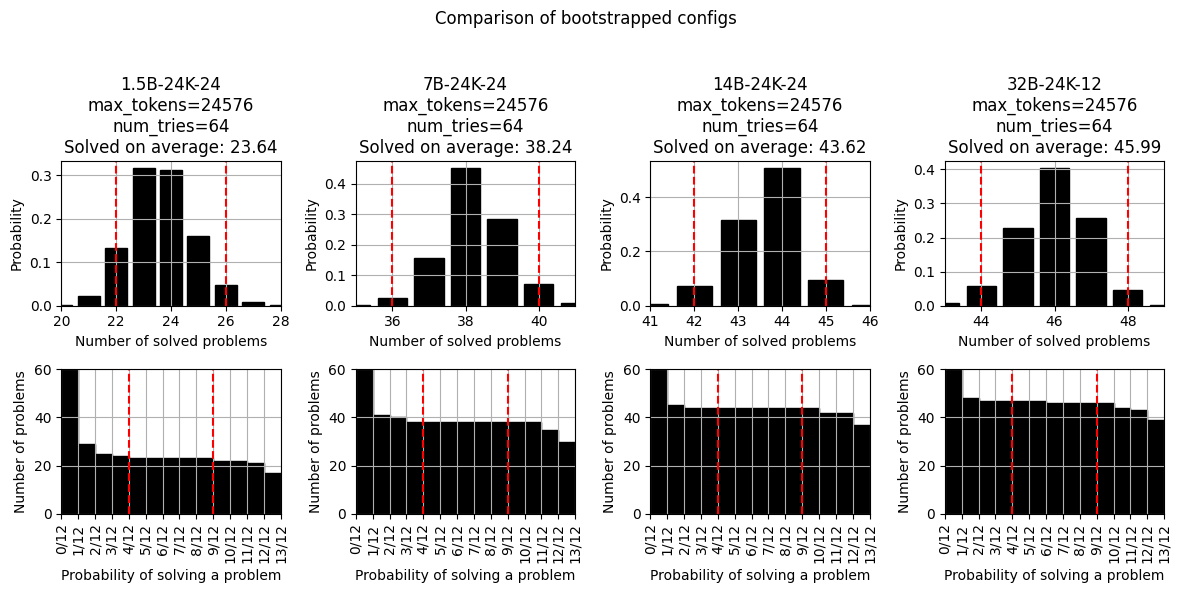 Comparison of bootstrapped configs
1.5B-24K-24
max_tokens=24576
num_tries=64
Solved on average: 23.64
0.3
0.2
0.1
0.0
Probability
20 22 24 26 28
Number of solved problems
7B-24K-24
max_tokens=24576
num_tries=64
Solved on average: 38.24
0.4
0.3
0.2
0.1
0.0
Probability
36 38 40
Number of solved problems
14B-24K-24
max_tokens=24576
num_tries=64
Solved on average: 43.62
0.4
0.2
0.0
Probability
41 42 43 44 45 46
Number of solved problems
32B-24K-12
max_tokens=24576
num_tries=64
Solved on average: 45.99
0.4
0.3
0.2
0.1
0.0
Probability
44 46 48
Number of solved problems
60
40
20
0
Number of problems
0/12 1/12 2/12 3/12 4/12 5/12 6/12 7/12 8/12 9/12 10/12 11/12 12/12 13/12
Probability of solving a problem
60
40
20
0
Number of problems
0/12 1/12 2/12 3/12 4/12 5/12 6/12 7/12 8/12 9/12 10/12 11/12 12/12 13/12
Probability of solving a problem
60
40
20
0
Number of problems
0/12 1/12 2/12 3/12 4/12 5/12 6/12 7/12 8/12 9/12 10/12 11/12 12/12 13/12
Probability of solving a problem
60
40
20
0
Number of problems
0/12 1/12 2/12 3/12 4/12 5/12 6/12 7/12 8/12 9/12 10/12 11/12 12/12 13/12
Probability of solving a problem